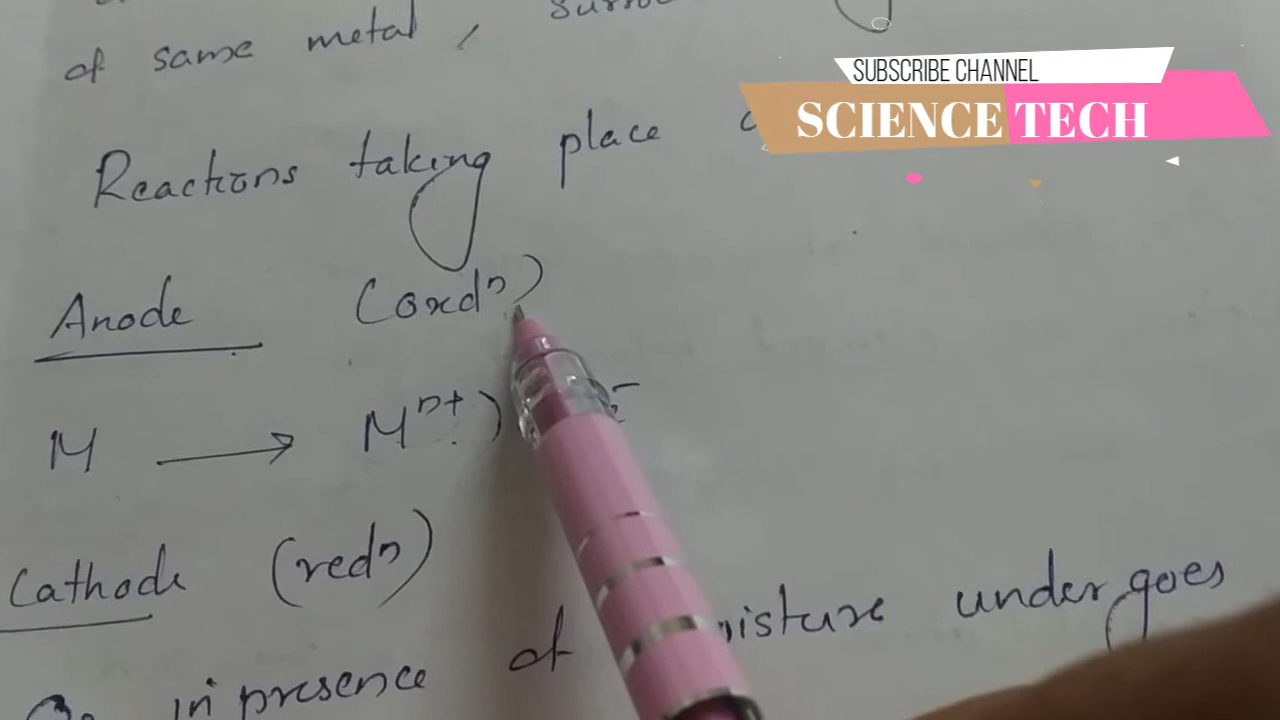 of same metal,
SUBSCRIBE CHANNEL
SCIENCE TECH
Reactions taking place
Anode (oxdⁿ)
M → Mⁿ⁺) e⁻
Cathode (redⁿ)
in presence of moisture undergoes